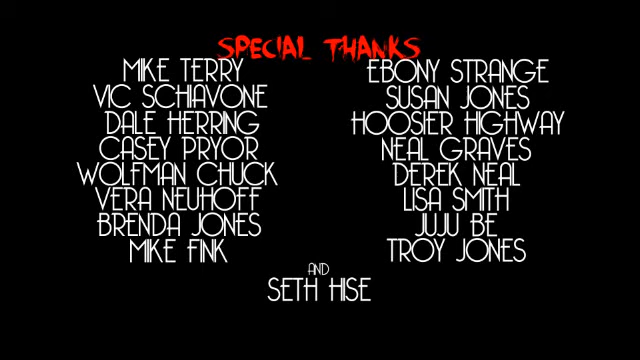 SPECIAL THANKS
MIKE TERRY
VIC SCHIAVONE
DALE HERRING
CASEY PRYOR
WOLFMAN CHUCK
VERA NEUHOFF
BRENDA JONES
MIKE FINK
EBONY STRANGE
SUSAN JONES
HOOSIER HIGHWAY
NEAL GRAVES
DEREK NEAL
LISA SMITH
JUJU BE
TROY JONES
AND
SETH HISE